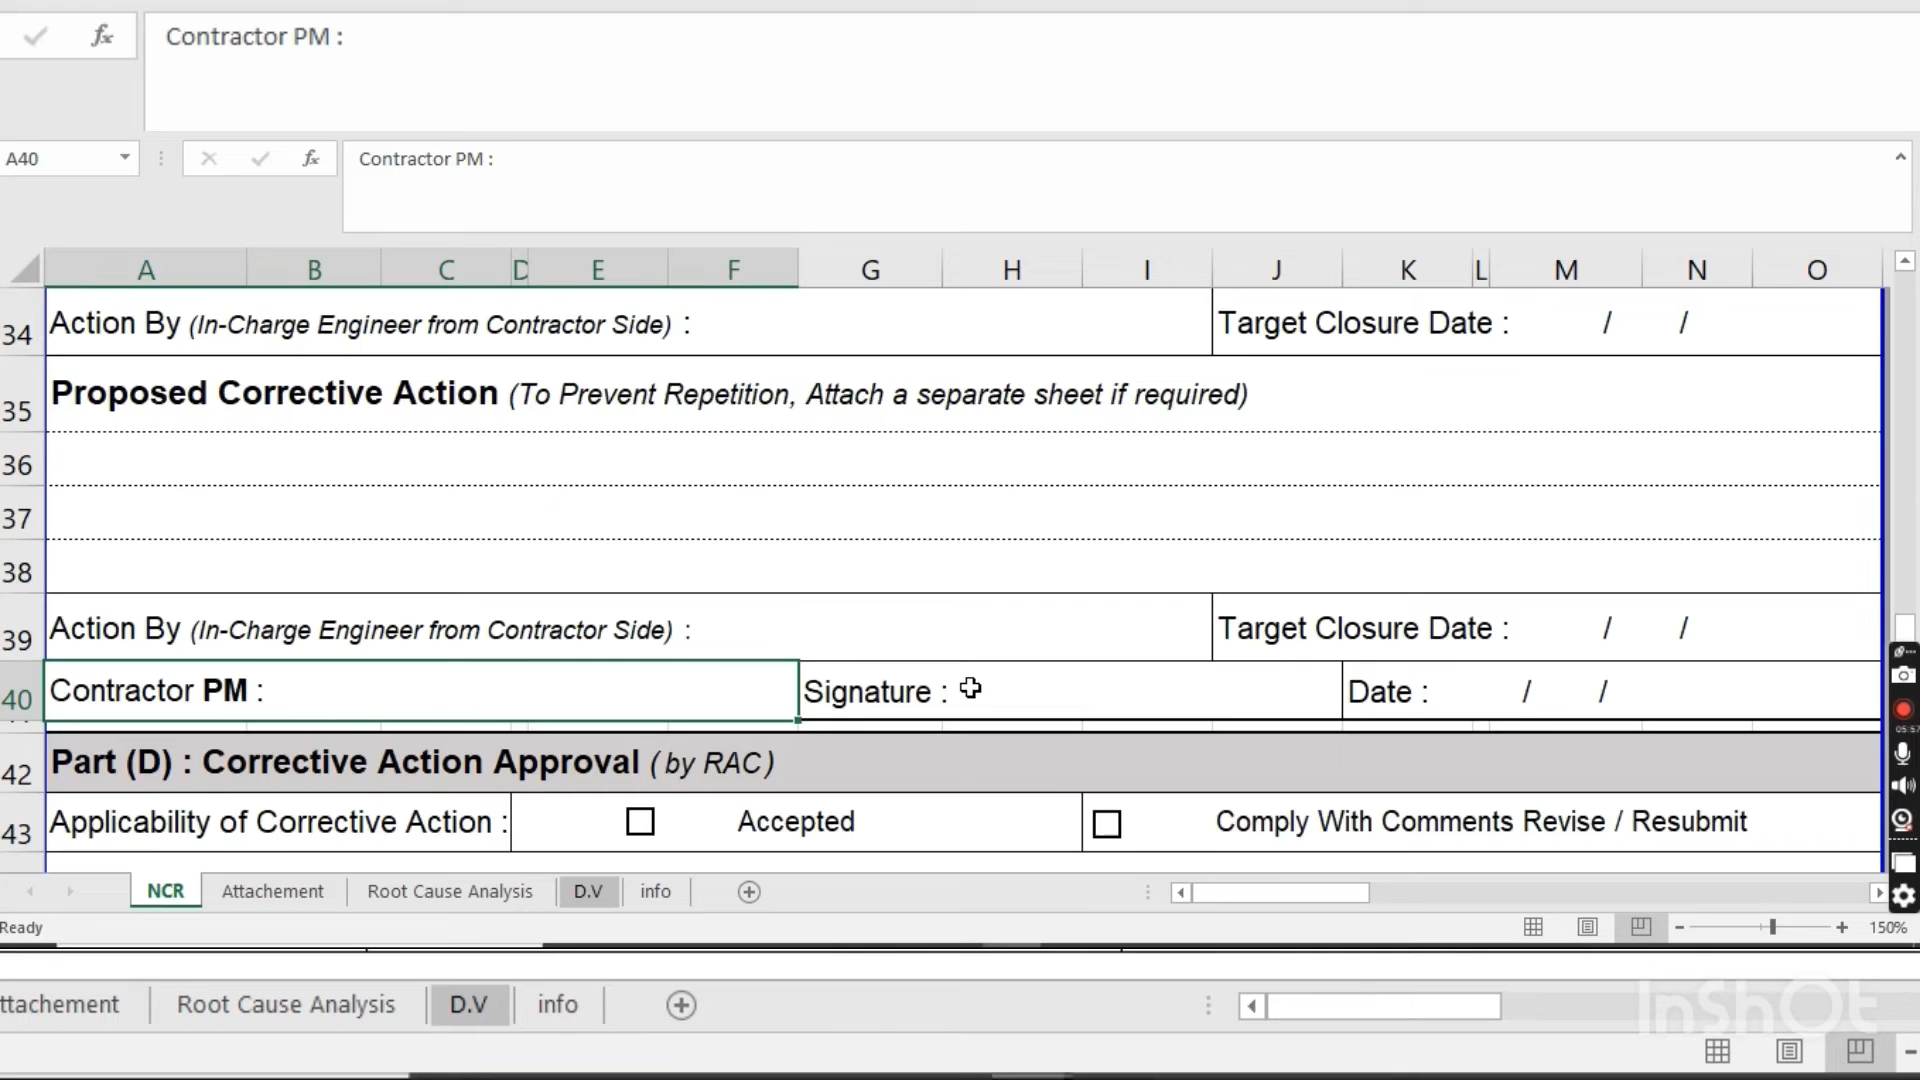 fx Contractor PM :
A40 fx Contractor PM :
A B C D E F G H I J K L M N O
34 Action By (In-Charge Engineer from Contractor Side) : Target Closure Date : / /
35 Proposed Corrective Action (To Prevent Repetition, Attach a separate sheet if required)
36
37
38
39 Action By (In-Charge Engineer from Contractor Side) : Target Closure Date : / /
40 Contractor PM : Signature : Date : / /
42 Part (D) : Corrective Action Approval (by RAC)
43 Applicability of Corrective Action : Accepted Comply With Comments Revise / Resubmit
05:57
NCR Attachement Root Cause Analysis D.V info
Ready 150%
ttachement Root Cause Analysis D.V info
InShOt